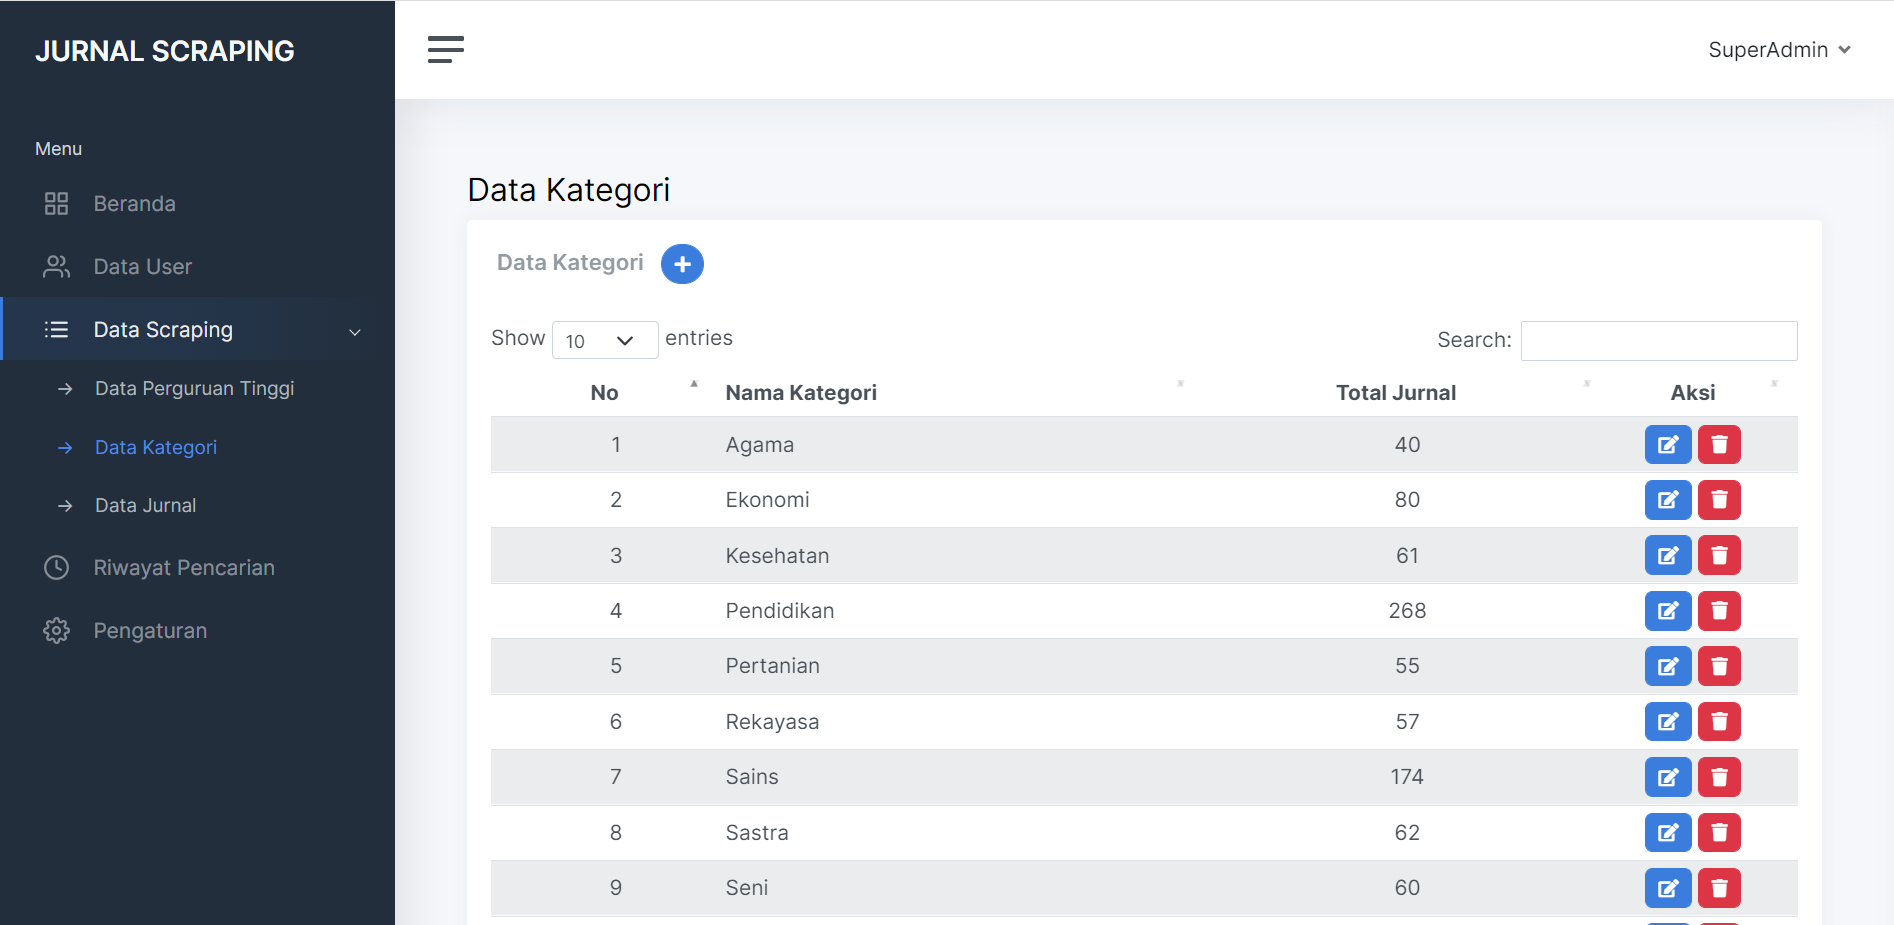 JURNAL SCRAPING
SuperAdmin
Menu
Beranda
Data User
Data Scraping
Data Perguruan Tinggi
Data Kategori
Data Jurnal
Riwayat Pencarian
Pengaturan
Data Kategori
Data Kategori
Show 10 entries
Search:
No Nama Kategori Total Jurnal Aksi
1 Agama 40
2 Ekonomi 80
3 Kesehatan 61
4 Pendidikan 268
5 Pertanian 55
6 Rekayasa 57
7 Sains 174
8 Sastra 62
9 Seni 60